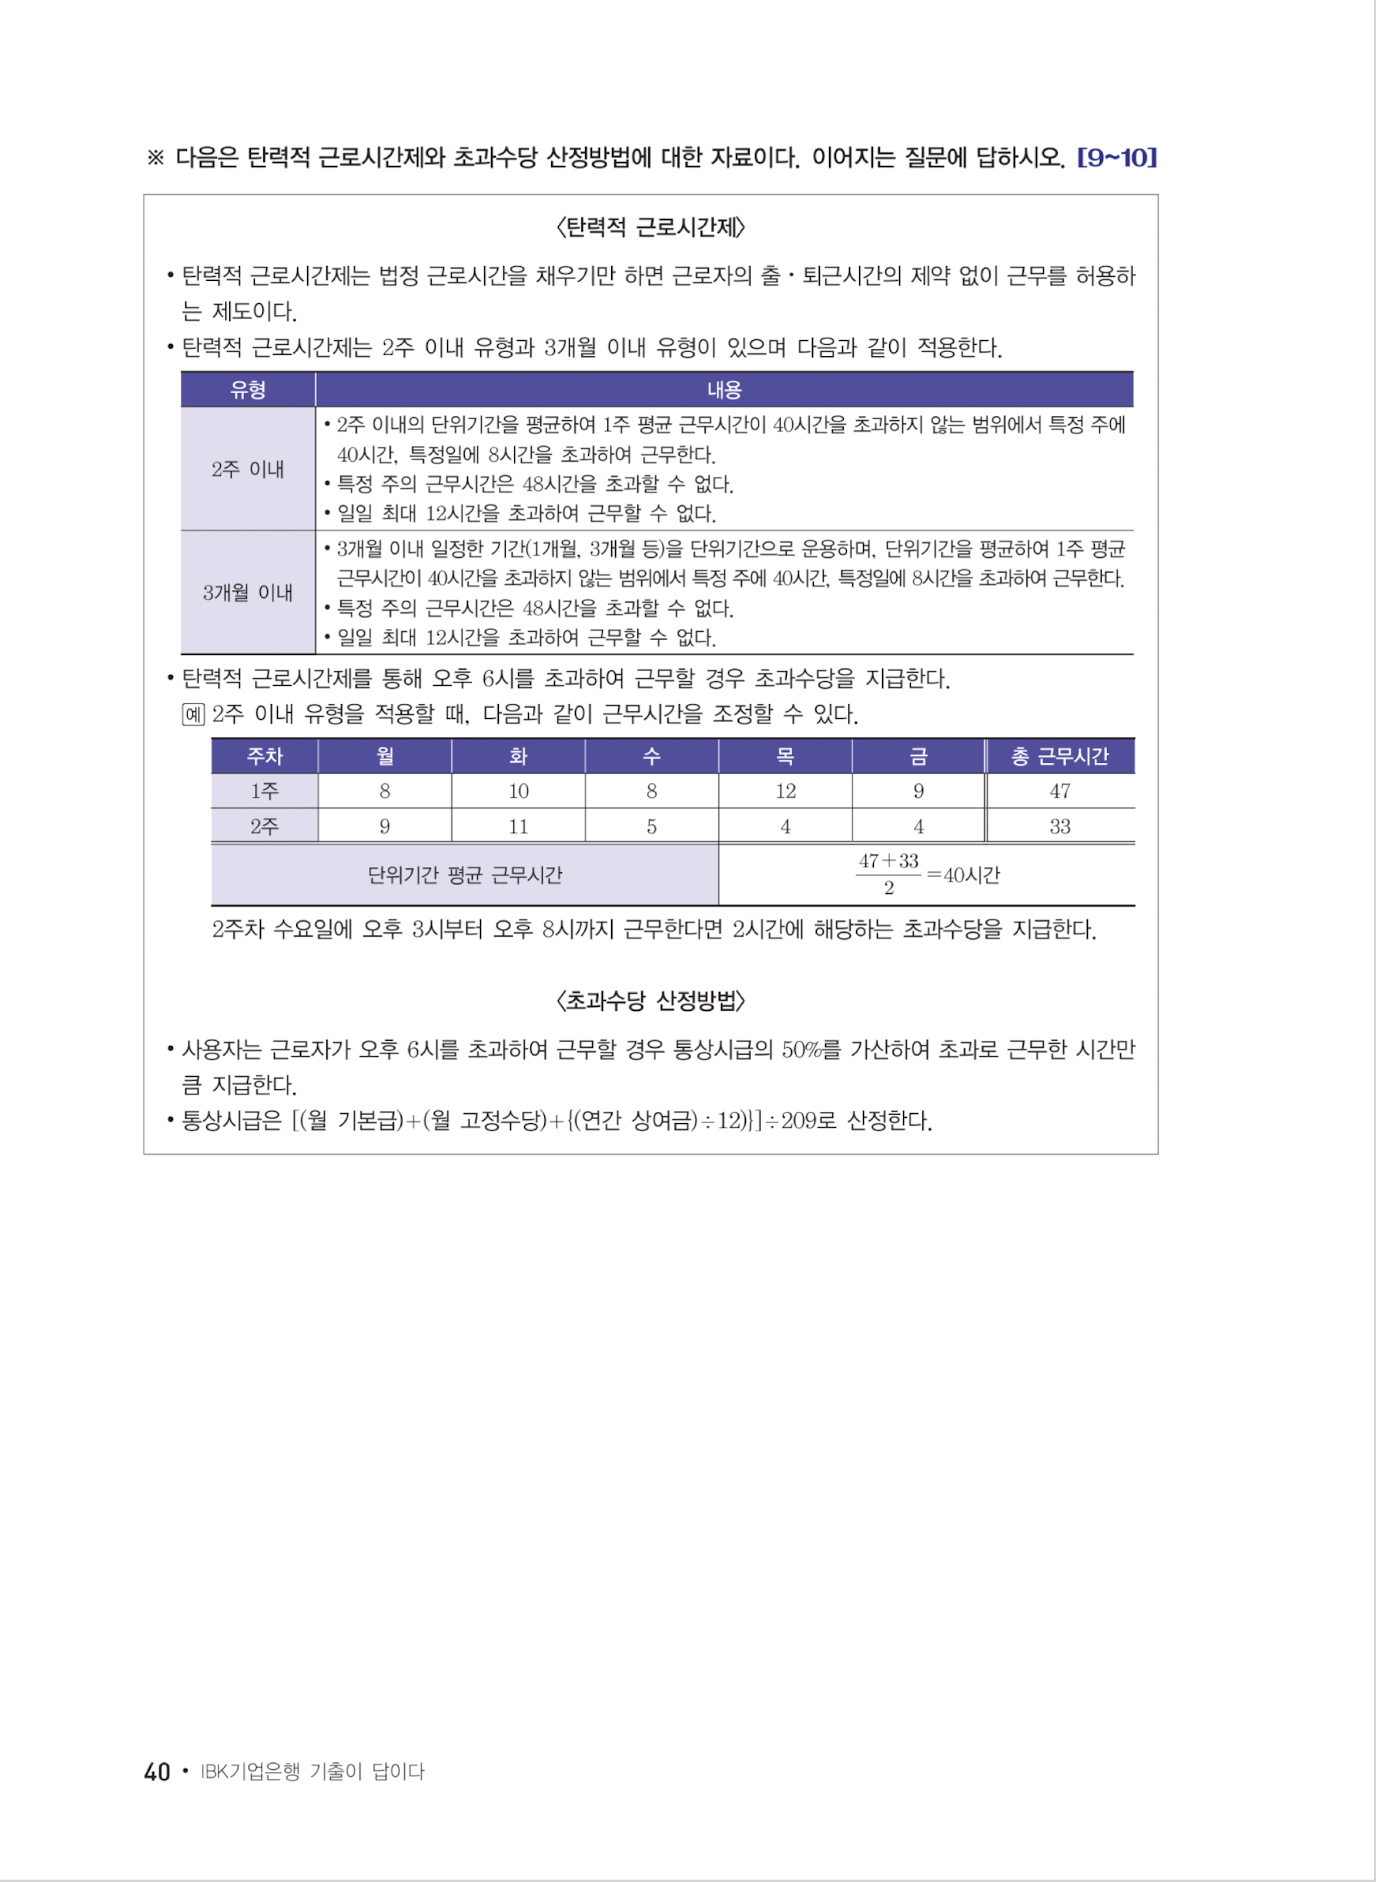 ※ 다음은 탄력적 근로시간제와 초과수당 산정방법에 대한 자료이다. 이어지는 질문에 답하시오. [9~10]
〈탄력적 근로시간제〉
• 탄력적 근로시간제는 법정 근로시간을 채우기만 하면 근로자의 출·퇴근시간의 제약 없이 근무를 허용하
는 제도이다.
• 탄력적 근로시간제는 2주 이내 유형과 3개월 이내 유형이 있으며 다음과 같이 적용한다.
유형 내용
2주 이내
• 2주 이내의 단위기간을 평균하여 1주 평균 근무시간이 40시간을 초과하지 않는 범위에서 특정 주에
40시간, 특정일에 8시간을 초과하여 근무한다.
• 특정 주의 근무시간은 48시간을 초과할 수 없다.
• 일일 최대 12시간을 초과하여 근무할 수 없다.
3개월 이내
• 3개월 이내 일정한 기간(1개월, 3개월 등)을 단위기간으로 운용하며, 단위기간을 평균하여 1주 평균
근무시간이 40시간을 초과하지 않는 범위에서 특정 주에 40시간, 특정일에 8시간을 초과하여 근무한다.
• 특정 주의 근무시간은 48시간을 초과할 수 없다.
• 일일 최대 12시간을 초과하여 근무할 수 없다.
• 탄력적 근로시간제를 통해 오후 6시를 초과하여 근무할 경우 초과수당을 지급한다.
예 2주 이내 유형을 적용할 때, 다음과 같이 근무시간을 조정할 수 있다.
주차 월 화 수 목 금 총 근무시간
1주 8 10 8 12 9 47
2주 9 11 5 4 4 33
단위기간 평균 근무시간 47+33/2=40시간
2주차 수요일에 오후 3시부터 오후 8시까지 근무한다면 2시간에 해당하는 초과수당을 지급한다.
〈초과수당 산정방법〉
• 사용자는 근로자가 오후 6시를 초과하여 근무할 경우 통상시급의 50%를 가산하여 초과로 근무한 시간만
큼 지급한다.
• 통상시급은 [(월 기본급)+(월 고정수당)+{(연간 상여금)÷12)}]÷209로 산정한다.
40 • IBK기업은행 기출이 답이다